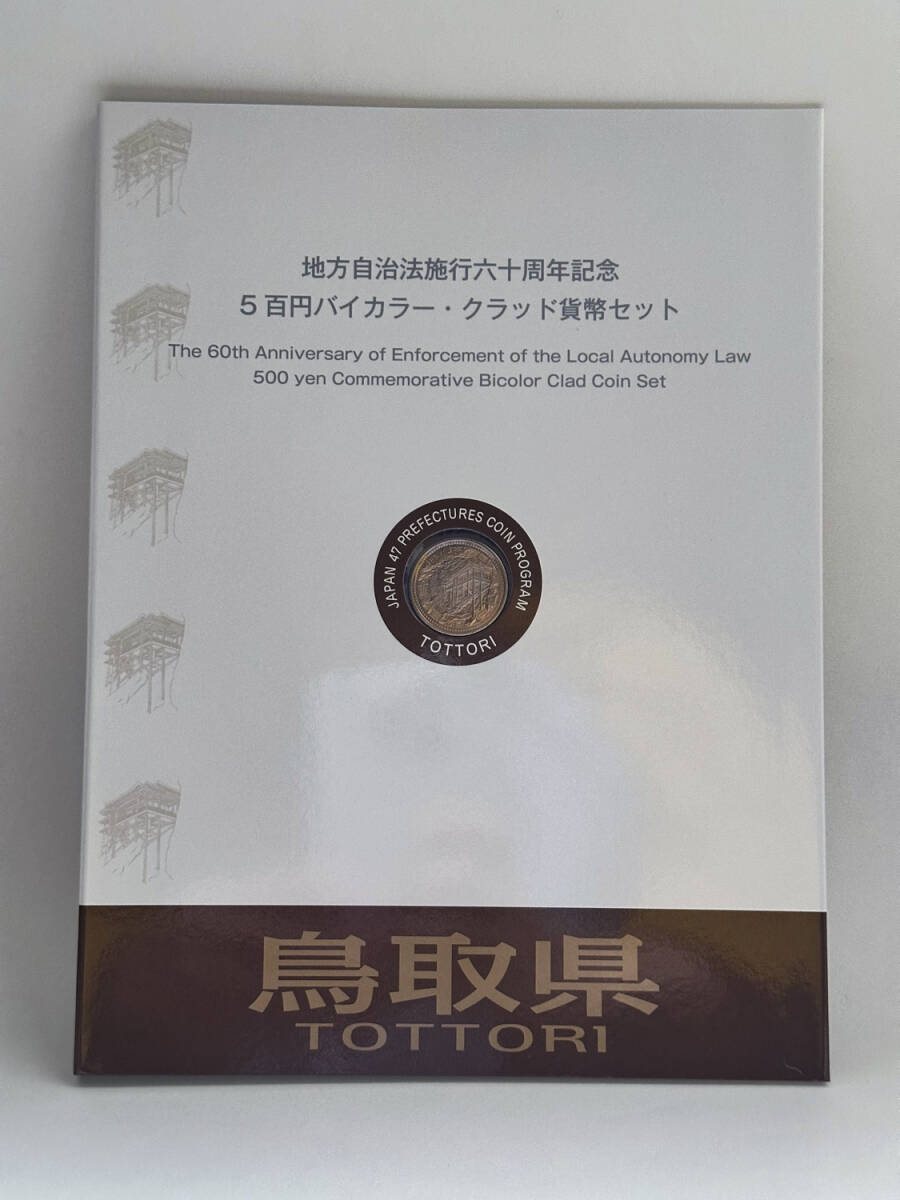 地方自治法施行六十周年記念
5百円バイカラー・クラッド貨幣セット
The 60th Anniversary of Enforcement of the Local Autonomy Law
500 yen Commemorative Bicolor Clad Coin Set
JAPAN 47 PREFECTURES COIN PROGRAM
TOTTORI
鳥取県
TOTTORI